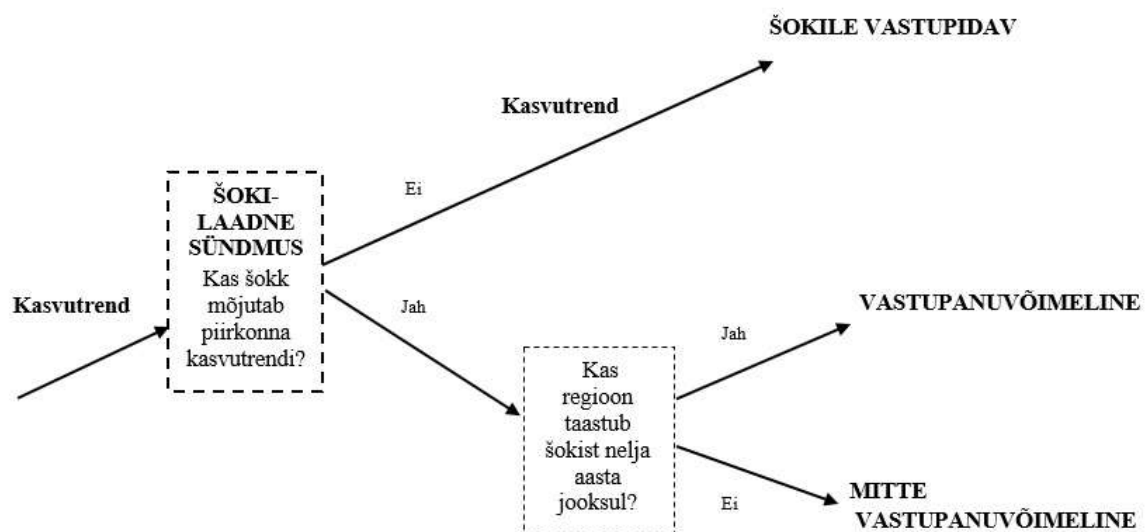 ŠOKILE VASTUPIDAV
Kasvutrend
Ei
ŠOKI-
LAADNE
SÜNDMUS
Kas šokk
mõjutab
piirkonna
kasvutrendi?
Kasvutrend
Jah
VASTUPANUVÕIMELINE
Jah
Kas
regioon
taastub
šokist nelja
aasta
jooksul?
Ei
MITTE
VASTUPANUVÕIMELINE